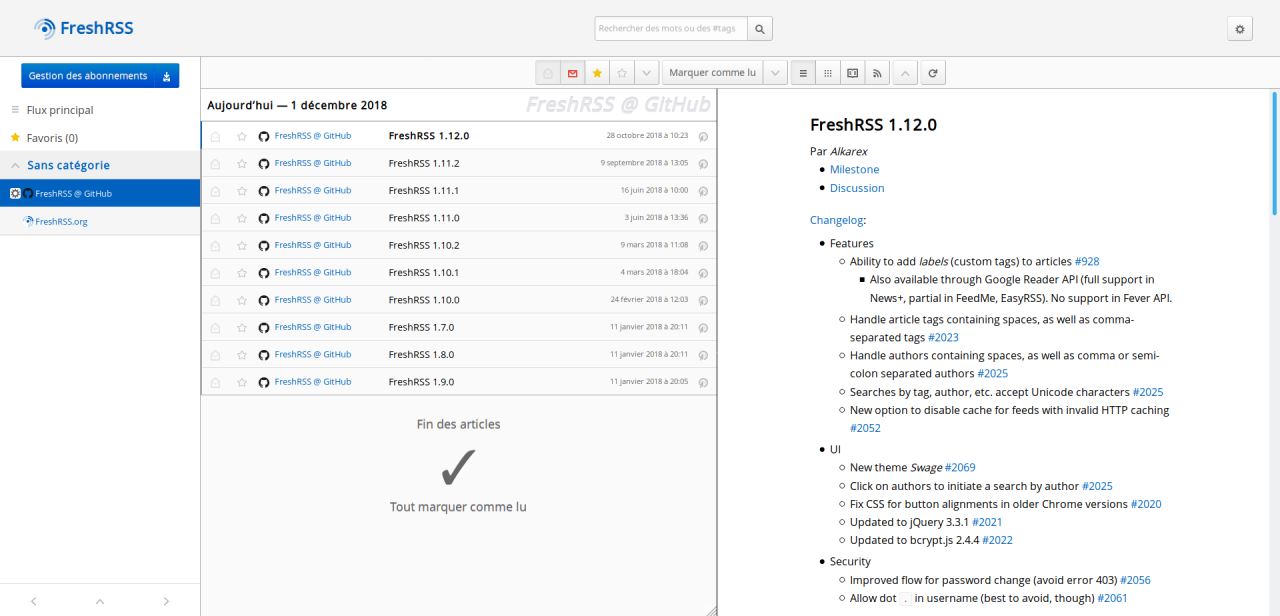 FreshRSS
Rechercher des mots ou des #tags
Gestion des abonnements
Marquer comme lu
Flux principal
Favoris (0)
Sans catégorie
FreshRSS @ GitHub
FreshRSS.org
Aujourd’hui — 1 décembre 2018
FreshRSS @ GitHub
FreshRSS @ GitHub FreshRSS 1.12.0 28 octobre 2018 à 10:23
FreshRSS @ GitHub FreshRSS 1.11.2 9 septembre 2018 à 13:05
FreshRSS @ GitHub FreshRSS 1.11.1 16 juin 2018 à 10:00
FreshRSS @ GitHub FreshRSS 1.11.0 3 juin 2018 à 13:36
FreshRSS @ GitHub FreshRSS 1.10.2 9 mars 2018 à 11:08
FreshRSS @ GitHub FreshRSS 1.10.1 4 mars 2018 à 18:04
FreshRSS @ GitHub FreshRSS 1.10.0 24 février 2018 à 12:03
FreshRSS @ GitHub FreshRSS 1.7.0 11 janvier 2018 à 20:11
FreshRSS @ GitHub FreshRSS 1.8.0 11 janvier 2018 à 20:11
FreshRSS @ GitHub FreshRSS 1.9.0 11 janvier 2018 à 20:05
Fin des articles
✓
Tout marquer comme lu
FreshRSS 1.12.0
Par Alkarex
• Milestone
• Discussion
Changelog:
• Features
○ Ability to add labels (custom tags) to articles #928
▪ Also available through Google Reader API (full support in
News+, partial in FeedMe, EasyRSS). No support in Fever API.
○ Handle article tags containing spaces, as well as comma-
separated tags #2023
○ Handle authors containing spaces, as well as comma or semi-
colon separated authors #2025
○ Searches by tag, author, etc. accept Unicode characters #2025
○ New option to disable cache for feeds with invalid HTTP caching
#2052
• UI
○ New theme Swage #2069
○ Click on authors to initiate a search by author #2025
○ Fix CSS for button alignments in older Chrome versions #2020
○ Updated to jQuery 3.3.1 #2021
○ Updated to bcrypt.js 2.4.4 #2022
• Security
○ Improved flow for password change (avoid error 403) #2056
○ Allow dot . in username (best to avoid, though) #2061